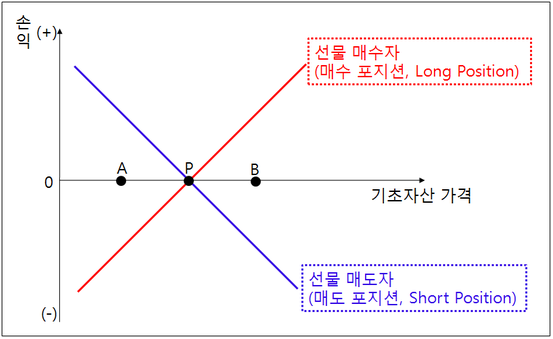 손
익
(+)
선물 매수자
(매수 포지션, Long Position)
A
P
B
0
기초자산 가격
선물 매도자
(매도 포지션, Short Position)
(-)